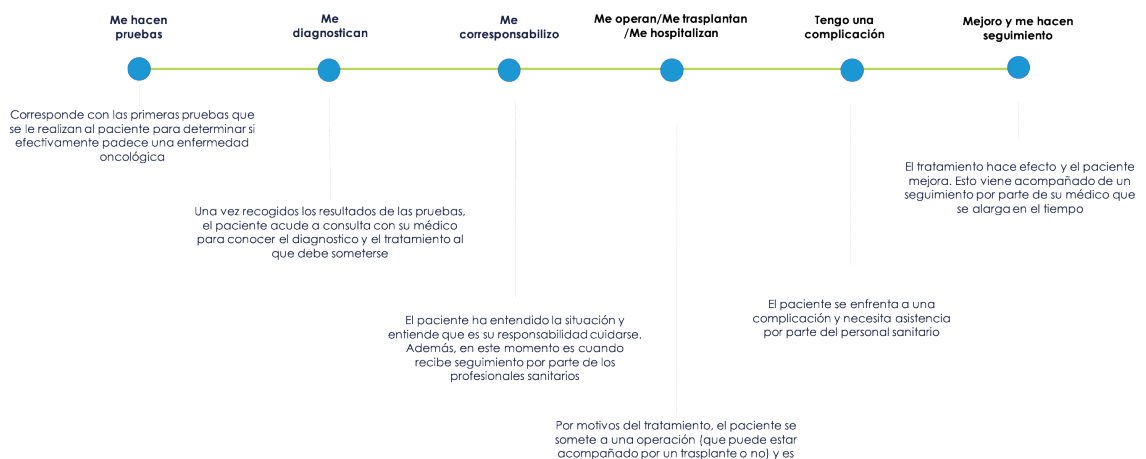 Me hacen
pruebas
Me
diagnostican
Me
corresponsabilizo
Me operan/Me trasplantan
/Me hospitalizan
Tengo una
complicación
Mejoro y me hacen
seguimiento
Corresponde con las primeras pruebas que
se le realizan al paciente para determinar si
efectivamente padece una enfermedad
oncológica
Una vez recogidos los resultados de las pruebas,
el paciente acude a consulta con su médico
para conocer el diagnostico y el tratamiento al
que debe someterse
El paciente ha entendido la situación y
entiende que es su responsabilidad cuidarse.
Además, en este momento es cuando
recibe seguimiento por parte de los
profesionales sanitarios
Por motivos del tratamiento, el paciente se
somete a una operación (que puede estar
acompañado por un trasplante o no) y es
El paciente se enfrenta a una
complicación y necesita asistencia
por parte del personal sanitario
El tratamiento hace efecto y el paciente
mejora. Esto viene acompañado de un
seguimiento por parte de su médico que
se alarga en el tiempo